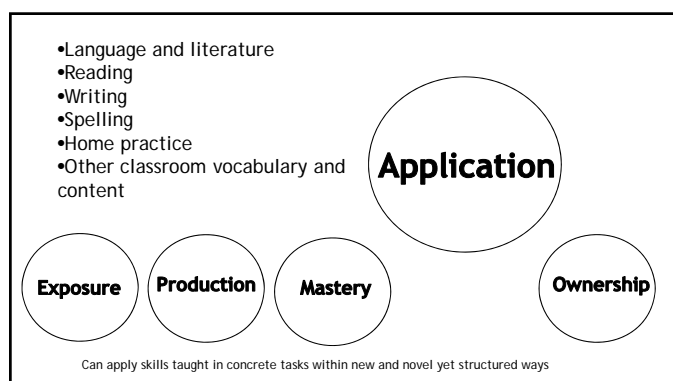 •Language and literature
•Reading
•Writing
•Spelling
•Home practice
•Other classroom vocabulary and
content
Application
Exposure
Production
Mastery
Ownership
Can apply skills taught in concrete tasks within new and novel yet structured ways